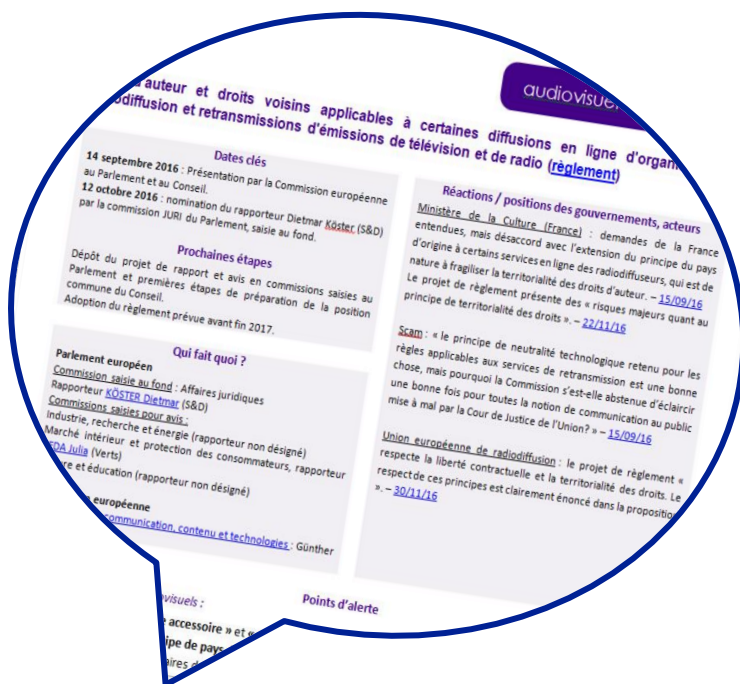 audiovisue
d'auteur et droits voisins applicables à certaines diffusions en ligne d'organi
odiffusion et retransmissions d'émissions de télévision et de radio (règlement)
Dates clés
14 septembre 2016 : Présentation par la Commission européenne
au Parlement et au Conseil.
12 octobre 2016 : nomination du rapporteur Dietmar Köster (S&D)
par la commission JURI du Parlement, saisie au fond.
Prochaines étapes
Dépôt du projet de rapport et avis en commissions saisies au
Parlement et premières étapes de préparation de la position
commune du Conseil.
Adoption du règlement prévue avant fin 2017.
Qui fait quoi ?
Parlement européen
Commission saisie au fond : Affaires juridiques
Rapporteur KÖSTER Dietmar (S&D)
Commissions saisies pour avis :
Industrie, recherche et énergie (rapporteur non désigné)
Marché intérieur et protection des consommateurs, rapporteur
EDA Julia (Verts)
re et éducation (rapporteur non désigné)
européenne
communication, contenu et technologies : Günther
Réactions / positions des gouvernements, acteurs
Ministère de la Culture (France) : demandes de la France
entendues, mais désaccord avec l'extension du principe du pays
d'origine à certains services en ligne des radiodiffuseurs, qui est de
nature à fragiliser la territorialité des droits d'auteur. – 15/09/16
Le projet de règlement présente des « risques majeurs quant au
principe de territorialité des droits ». – 22/11/16
Scam : « le principe de neutralité technologique retenu pour les
règles applicables aux services de retransmission est une bonne
chose, mais pourquoi la Commission s'est-elle abstenue d'éclaircir
une bonne fois pour toutes la notion de communication au public
mise à mal par la Cour de Justice de l'Union? » – 15/09/16
Union européenne de radiodiffusion : le projet de règlement «
respecte la liberté contractuelle et la territorialité des droits. Le
respect de ces principes est clairement énoncé dans la proposition
». – 30/11/16
Points d'alerte
ovisuels :
accessoire » et «
ipe de pays
aires d